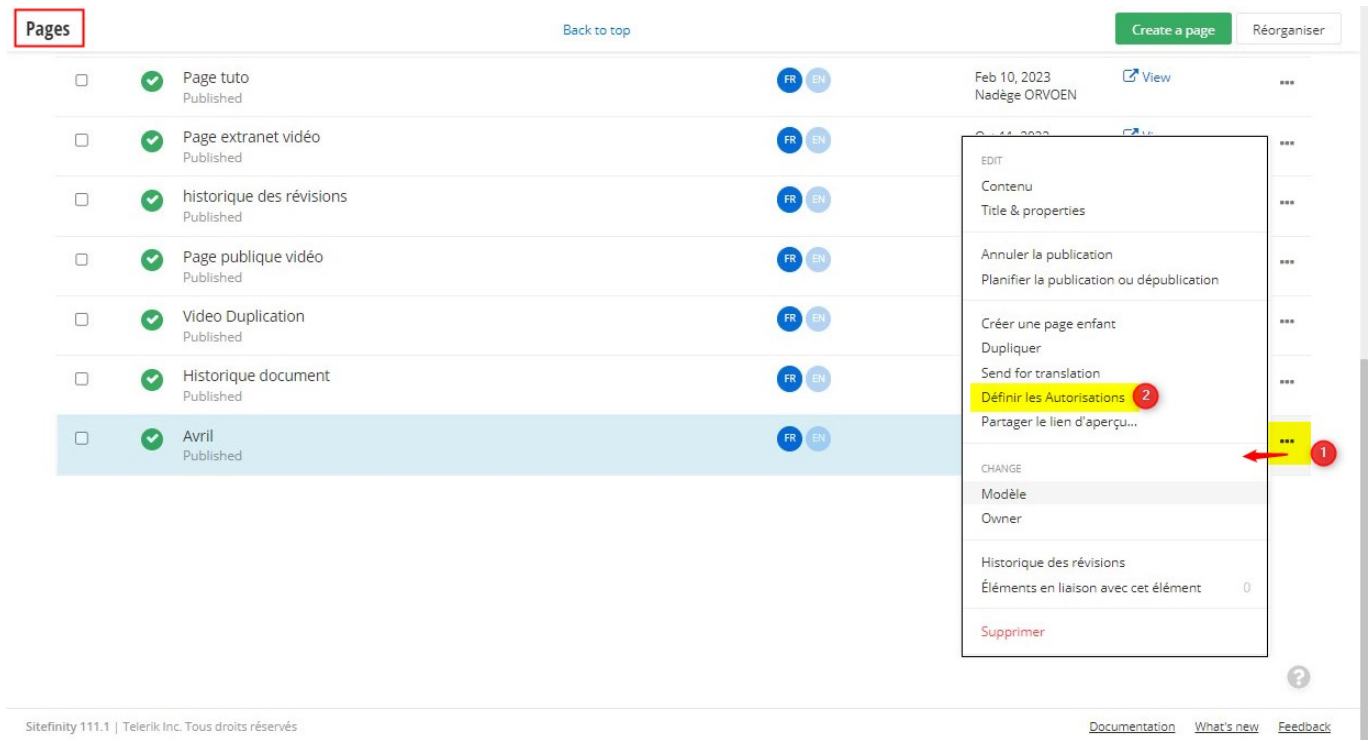 Pages
Back to top
Create a page
Réorganiser
Page tuto
Published
FR EN
Feb 10, 2023
Nadège ORVOEN
View
Page extranet vidéo
Published
FR EN
historique des révisions
Published
FR EN
Page publique vidéo
Published
FR EN
Video Duplication
Published
FR EN
Historique document
Published
FR EN
Avril
Published
FR EN
EDIT
Contenu
Title & properties
Annuler la publication
Planifier la publication ou dépublication
Créer une page enfant
Dupliquer
Send for translation
Définir les Autorisations 2
Partager le lien d'aperçu...
1
CHANGE
Modèle
Owner
Historique des révisions
Éléments en liaison avec cet élément 0
Supprimer
?
Sitefinity 111.1 | Telerik Inc. Tous droits réservés
Documentation What's new Feedback